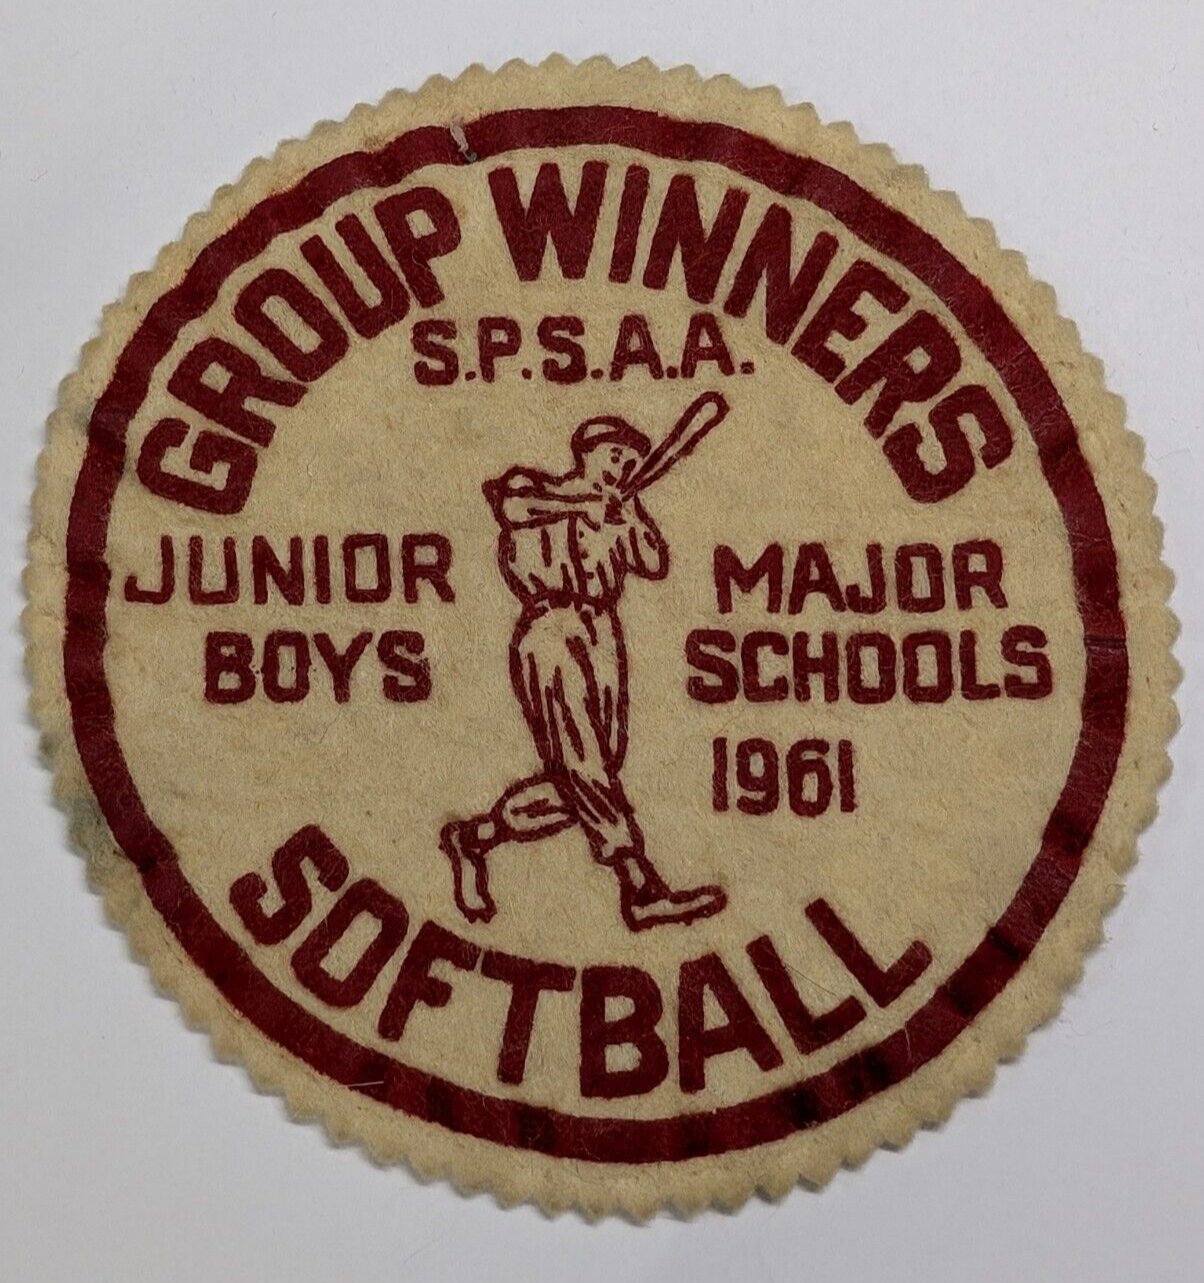 GROUP WINNERS
S.P.S.A.A.
JUNIOR
BOYS
MAJOR
SCHOOLS
1961
SOFTBALL